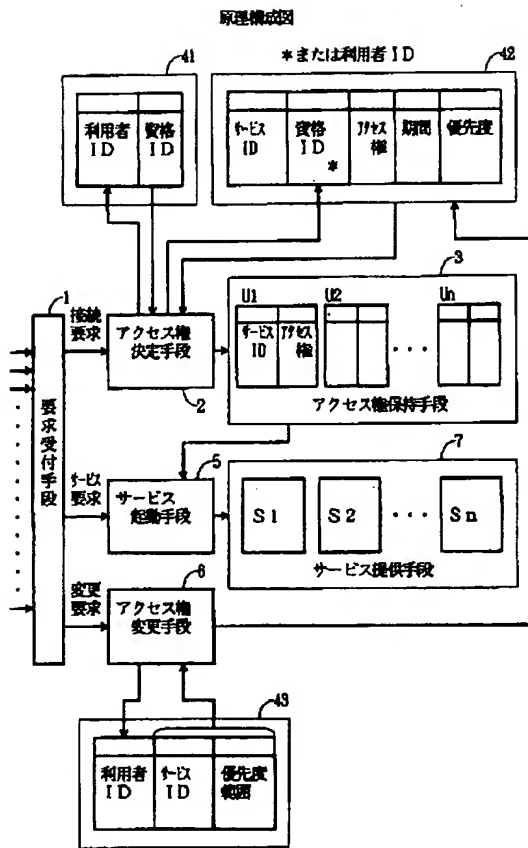 原理構成図
41
*または利用者ID
42
利用者
ID
資格
ID
サービス
ID
資格
ID
*
アクセス
権
期間
優先度
1
接続
要求
アクセス権
決定手段
2
3
U1
U2
Un
サービス
ID
アクセス
権
・・・
アクセス権保持手段
要求受付手段
サービス
要求
5
サービス
起動手段
7
S1
S2
・・・
Sn
サービス提供手段
変更
要求
6
アクセス権
変更手段
43
利用者
ID
サービス
ID
優先度
範囲